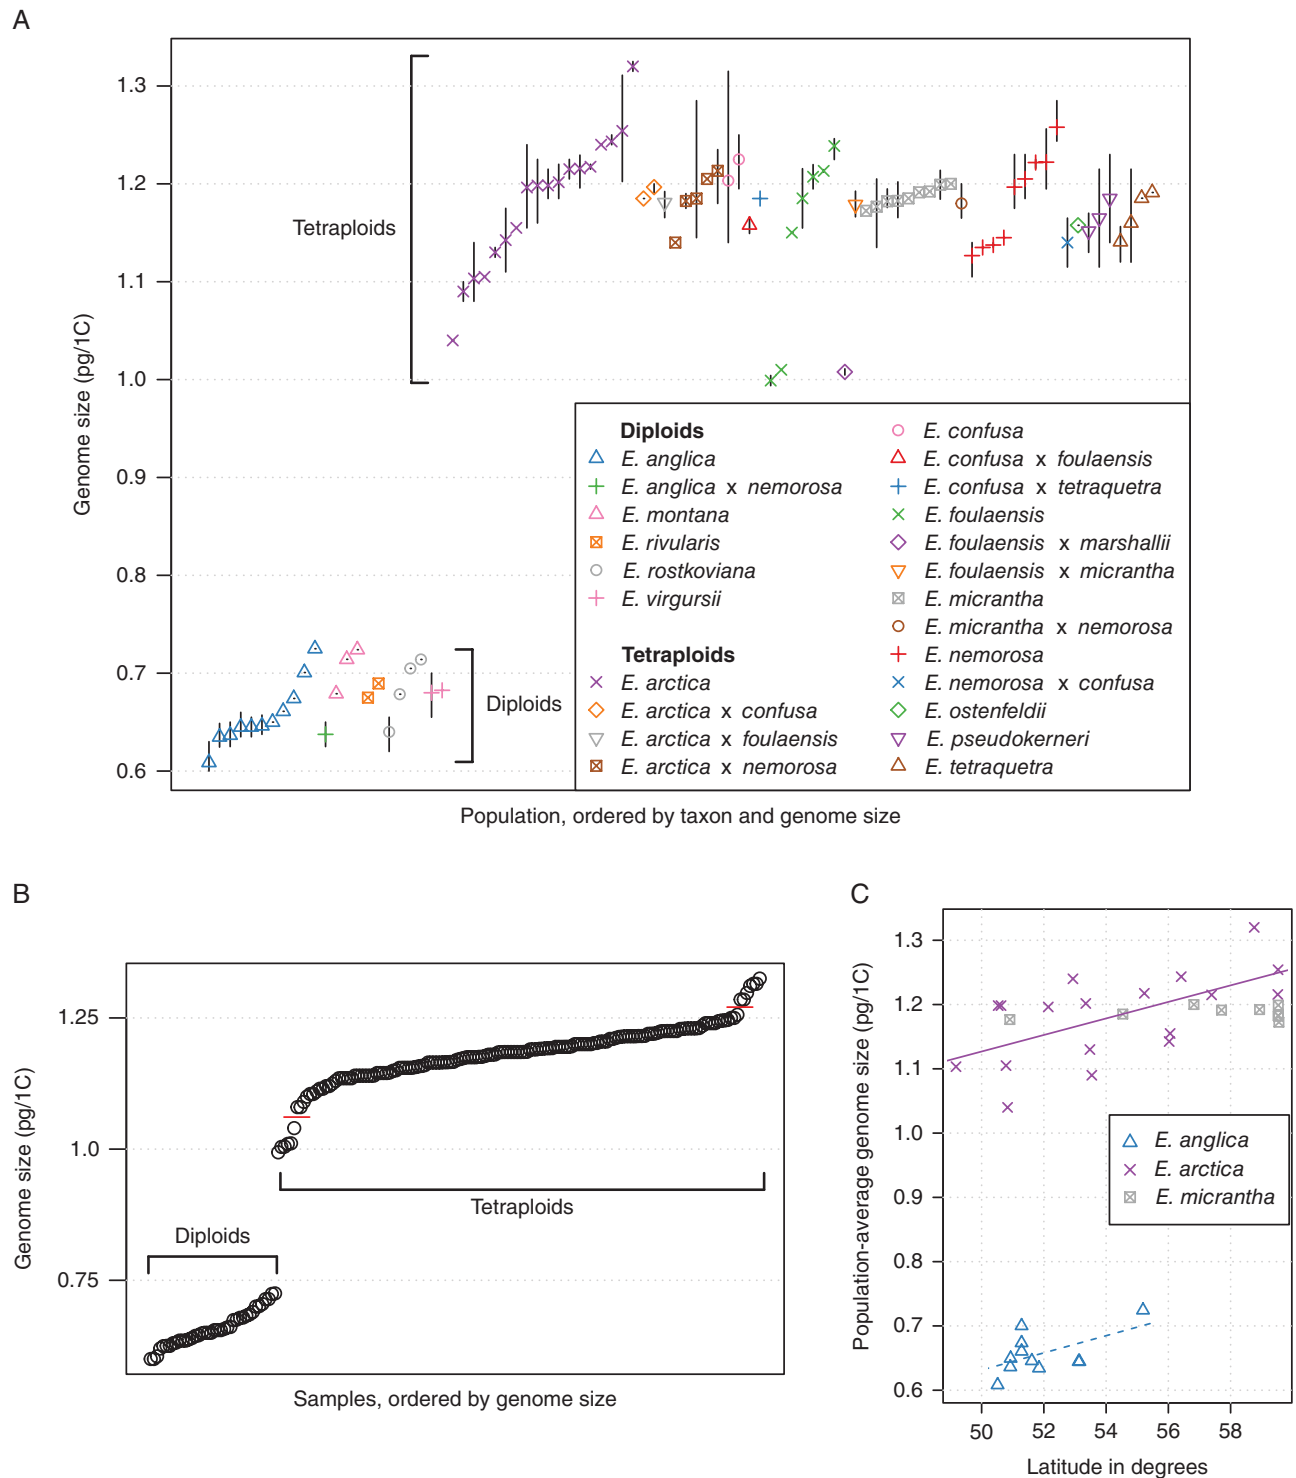 A
Genome size (pg/1C)
1.3
1.2
1.1
1.0
0.9
0.8
0.7
0.6
Tetraploids
Diploids
Diploids
E. anglica
E. anglica x nemorosa
E. montana
E. rivularis
E. rostkoviana
E. virgursii
Tetraploids
E. arctica
E. arctica x confusa
E. arctica x foulaensis
E. arctica x nemorosa
E. confusa
E. confusa x foulaensis
E. confusa x tetraquetra
E. foulaensis
E. foulaensis x marshallii
E. foulaensis x micrantha
E. micrantha
E. micrantha x nemorosa
E. nemorosa
E. nemorosa x confusa
E. ostenfeldii
E. pseudokerneri
E. tetraquetra
Population, ordered by taxon and genome size
B
Genome size (pg/1C)
1.25
1.0
0.75
Tetraploids
Diploids
Samples, ordered by genome size
C
Population-average genome size (pg/1C)
1.3
1.2
1.1
1.0
0.9
0.8
0.7
0.6
E. anglica
E. arctica
E. micrantha
50 52 54 56 58
Latitude in degrees